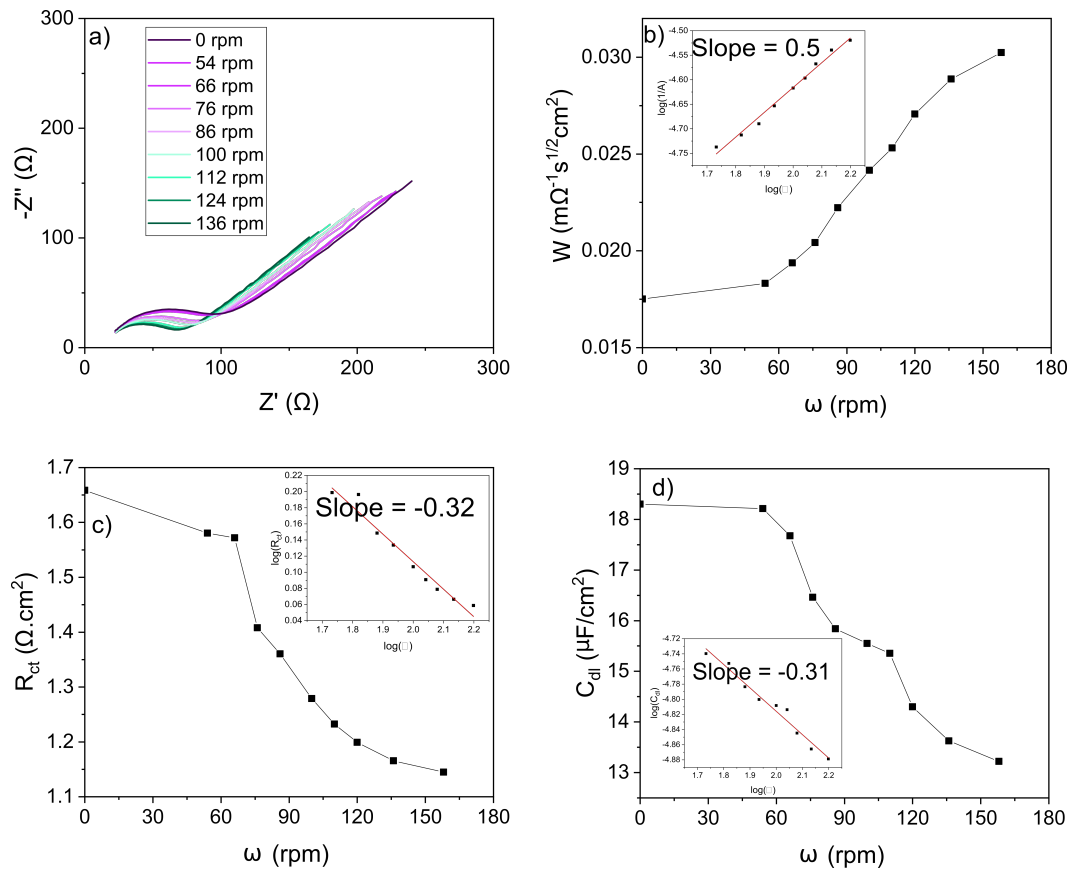 a)
300
200
100
0
-Z'' (Ω)
0 rpm
54 rpm
66 rpm
76 rpm
86 rpm
100 rpm
112 rpm
124 rpm
136 rpm
0 100 200 300
Z' (Ω)
b)
0.030
0.025
0.020
0.015
W (mΩ⁻¹s¹/²cm²)
Slope = 0.5
-4.50
-4.55
-4.60
-4.65
-4.70
-4.75
log(1/A)
1.7 1.8 1.9 2.0 2.1 2.2
log(□)
0 30 60 90 120 150 180
ω (rpm)
c)
1.7
1.6
1.5
1.4
1.3
1.2
1.1
R_ct (Ω.cm²)
Slope = -0.32
0.22
0.20
0.18
0.16
0.14
0.12
0.10
0.08
0.06
0.04
log(R_ct)
1.7 1.8 1.9 2.0 2.1 2.2
log(□)
0 30 60 90 120 150 180
ω (rpm)
d)
19
18
17
16
15
14
13
C_dl (μF/cm²)
Slope = -0.31
-4.72
-4.74
-4.76
-4.78
-4.80
-4.82
-4.84
-4.86
-4.88
log(C_dl)
1.7 1.8 1.9 2.0 2.1 2.2
log(□)
0 30 60 90 120 150 180
ω (rpm)